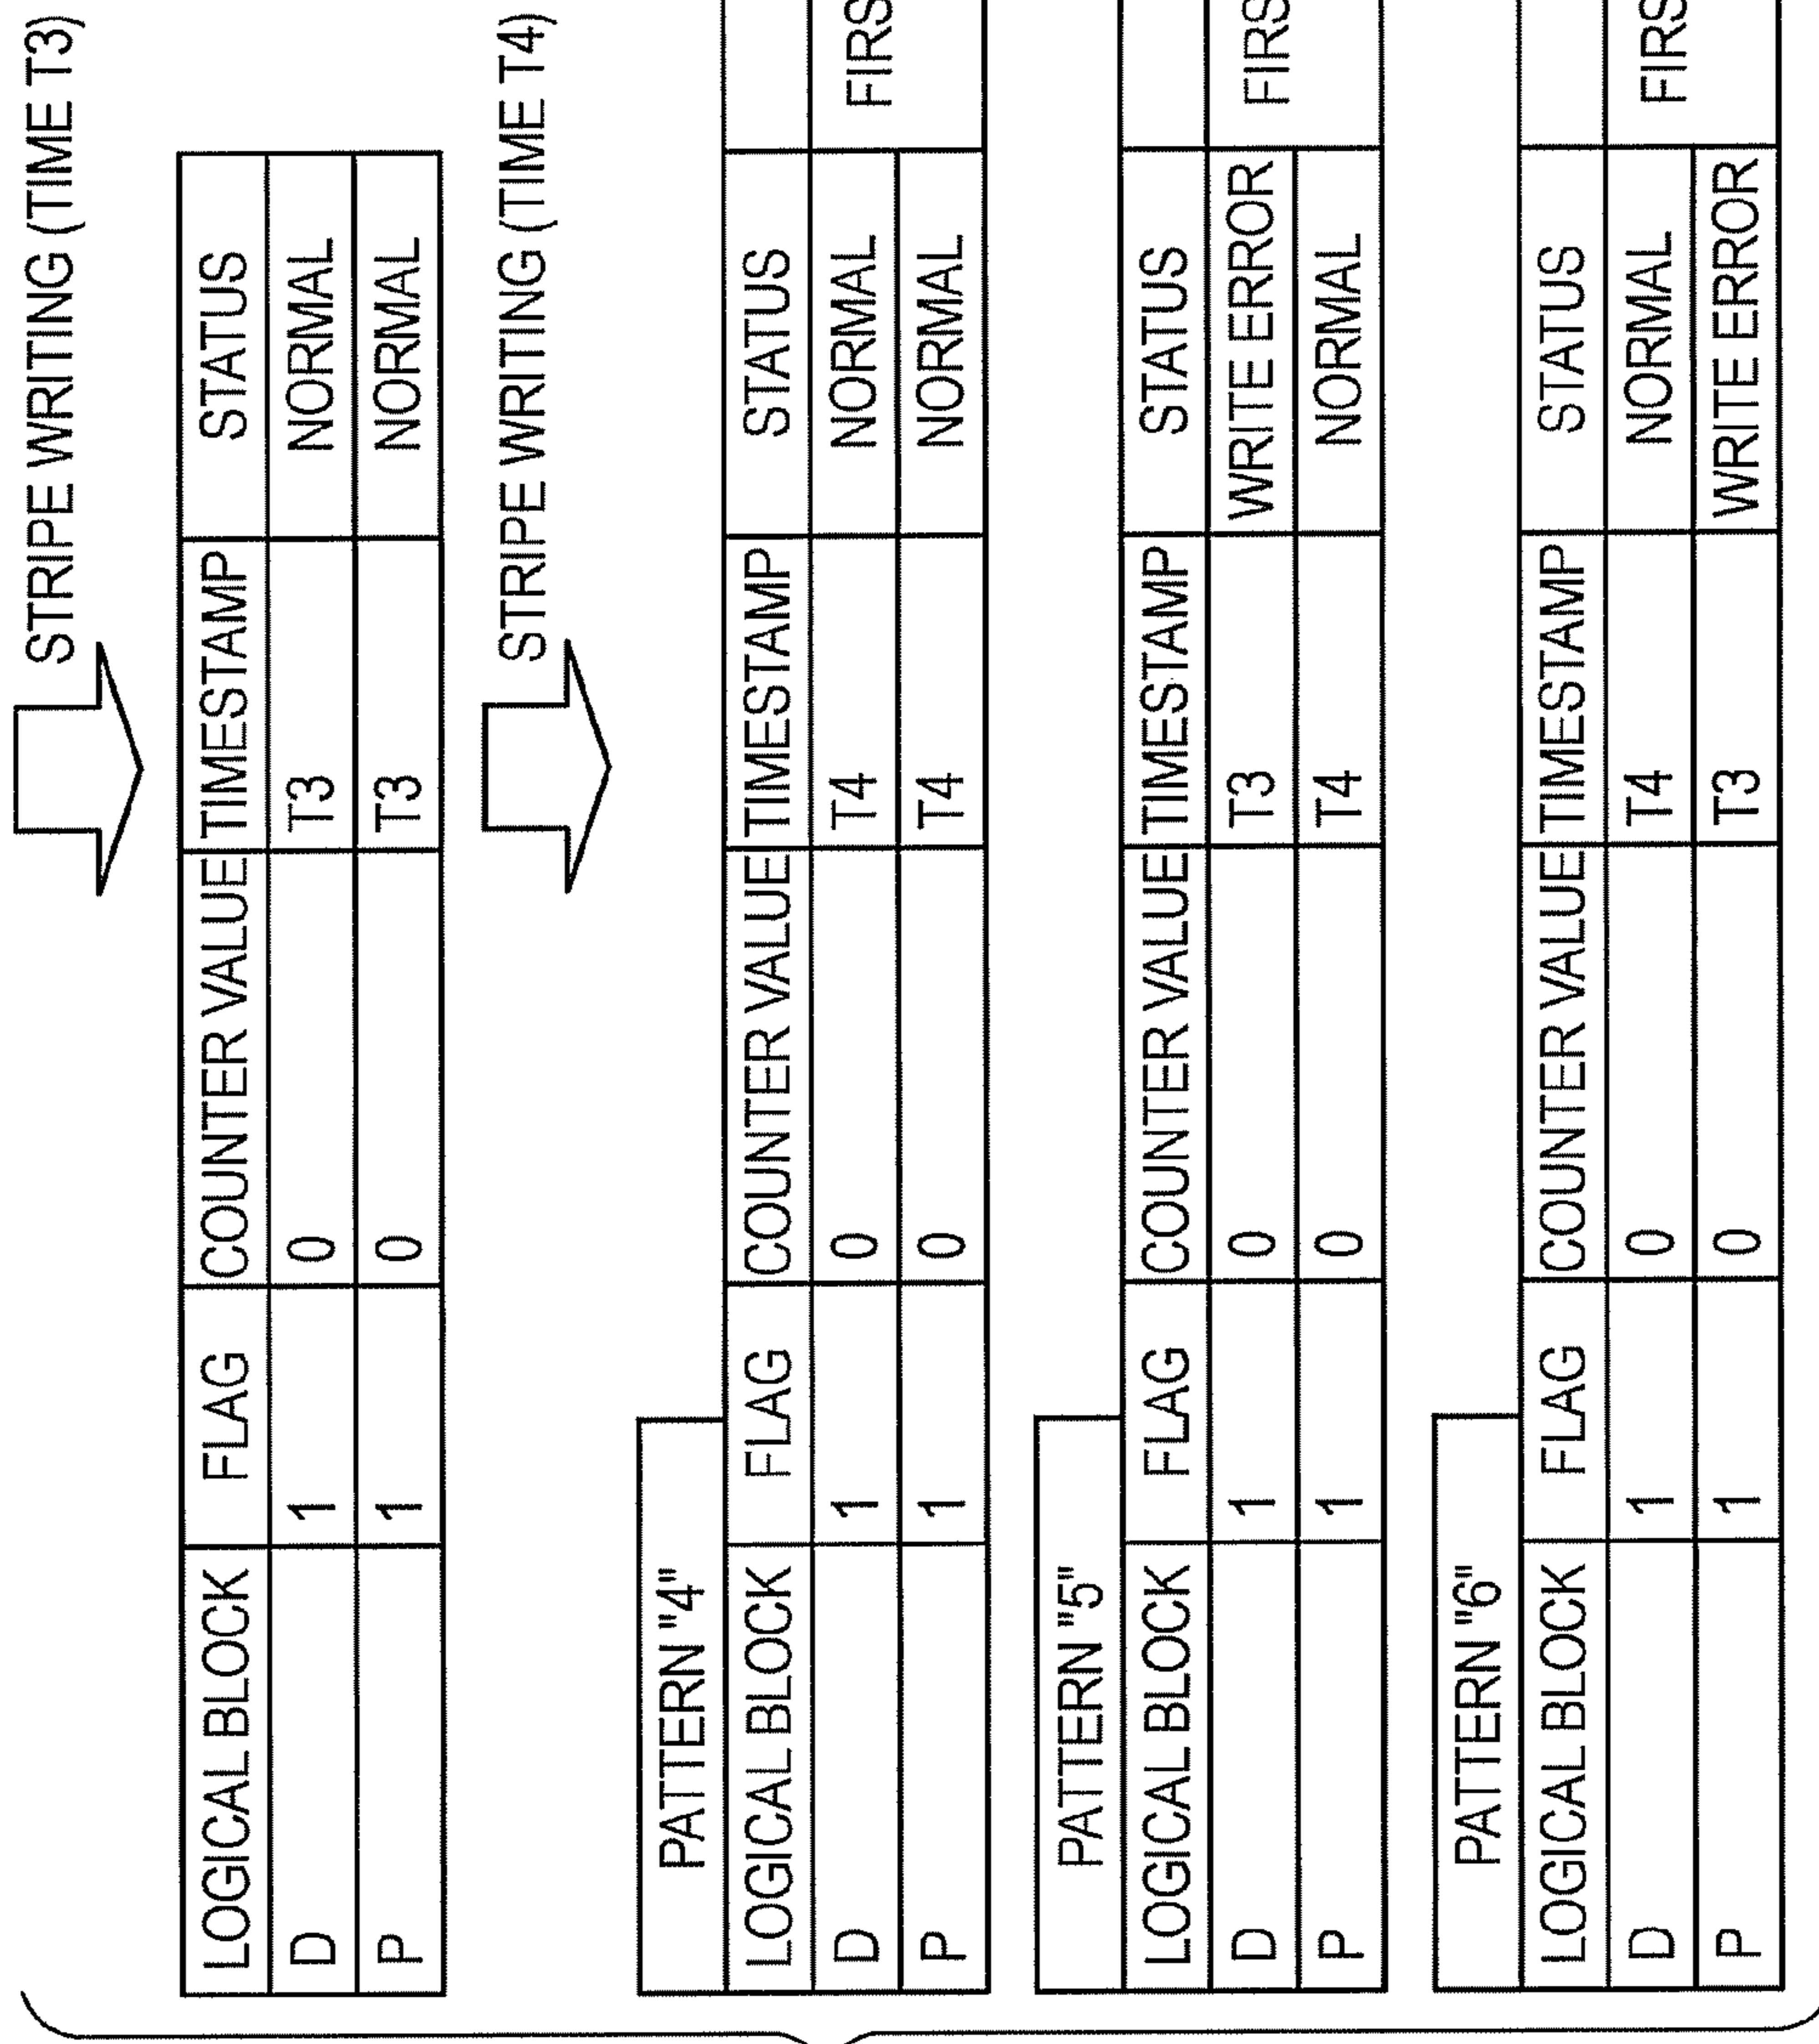 STRIPE WRITING (TIME T3)
LOGICAL BLOCK FLAG COUNTER VALUE TIMESTAMP STATUS
D 1 0 T3 NORMAL
P 1 0 T3 NORMAL
STRIPE WRITING (TIME T4)
PATTERN "4"
LOGICAL BLOCK FLAG COUNTER VALUE TIMESTAMP STATUS
D 1 0 T4 NORMAL
P 1 0 T4 NORMAL
PATTERN "5"
LOGICAL BLOCK FLAG COUNTER VALUE TIMESTAMP STATUS
D 1 0 T3 WRITE ERROR
P 1 0 T4 NORMAL
PATTERN "6"
LOGICAL BLOCK FLAG COUNTER VALUE TIMESTAMP STATUS
D 1 0 T4 NORMAL
P 1 0 T3 WRITE ERROR